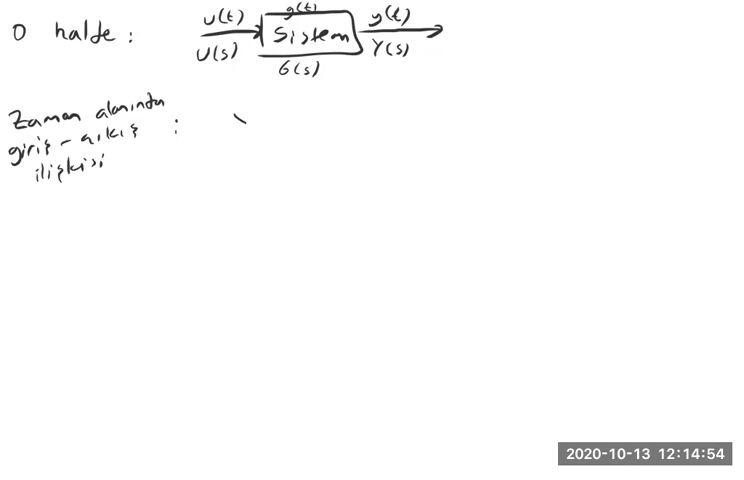 O halde :
u(t) g(t) y(t)
U(s) Sistem Y(s)
G(s)
Zaman alanında
giriş - çıkış :
ilişkisi
2020-10-13 12:14:54